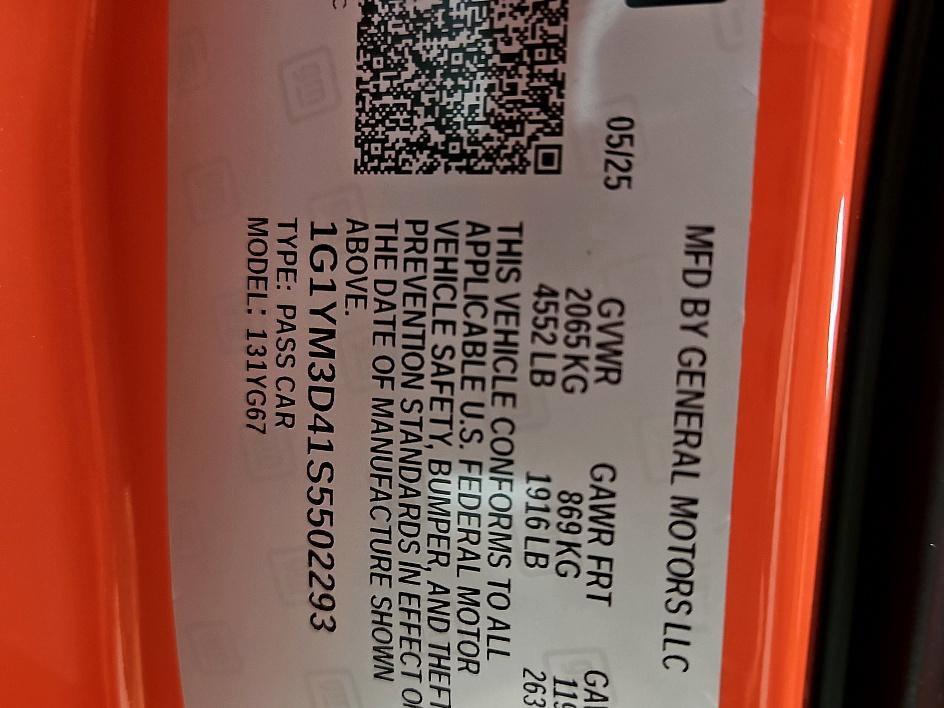 MFD BY GENERAL MOTORS LLC
05/25
GVWR GAWR FRT
2065 KG 869 KG
4552 LB 1916 LB
THIS VEHICLE CONFORMS TO ALL
APPLICABLE U.S. FEDERAL MOTOR
VEHICLE SAFETY, BUMPER, AND THEFT
PREVENTION STANDARDS IN EFFECT
THE DATE OF MANUFACTURE SHOWN
ABOVE.
1G1YM3D41S5502293
TYPE: PASS CAR
MODEL: 131YG67